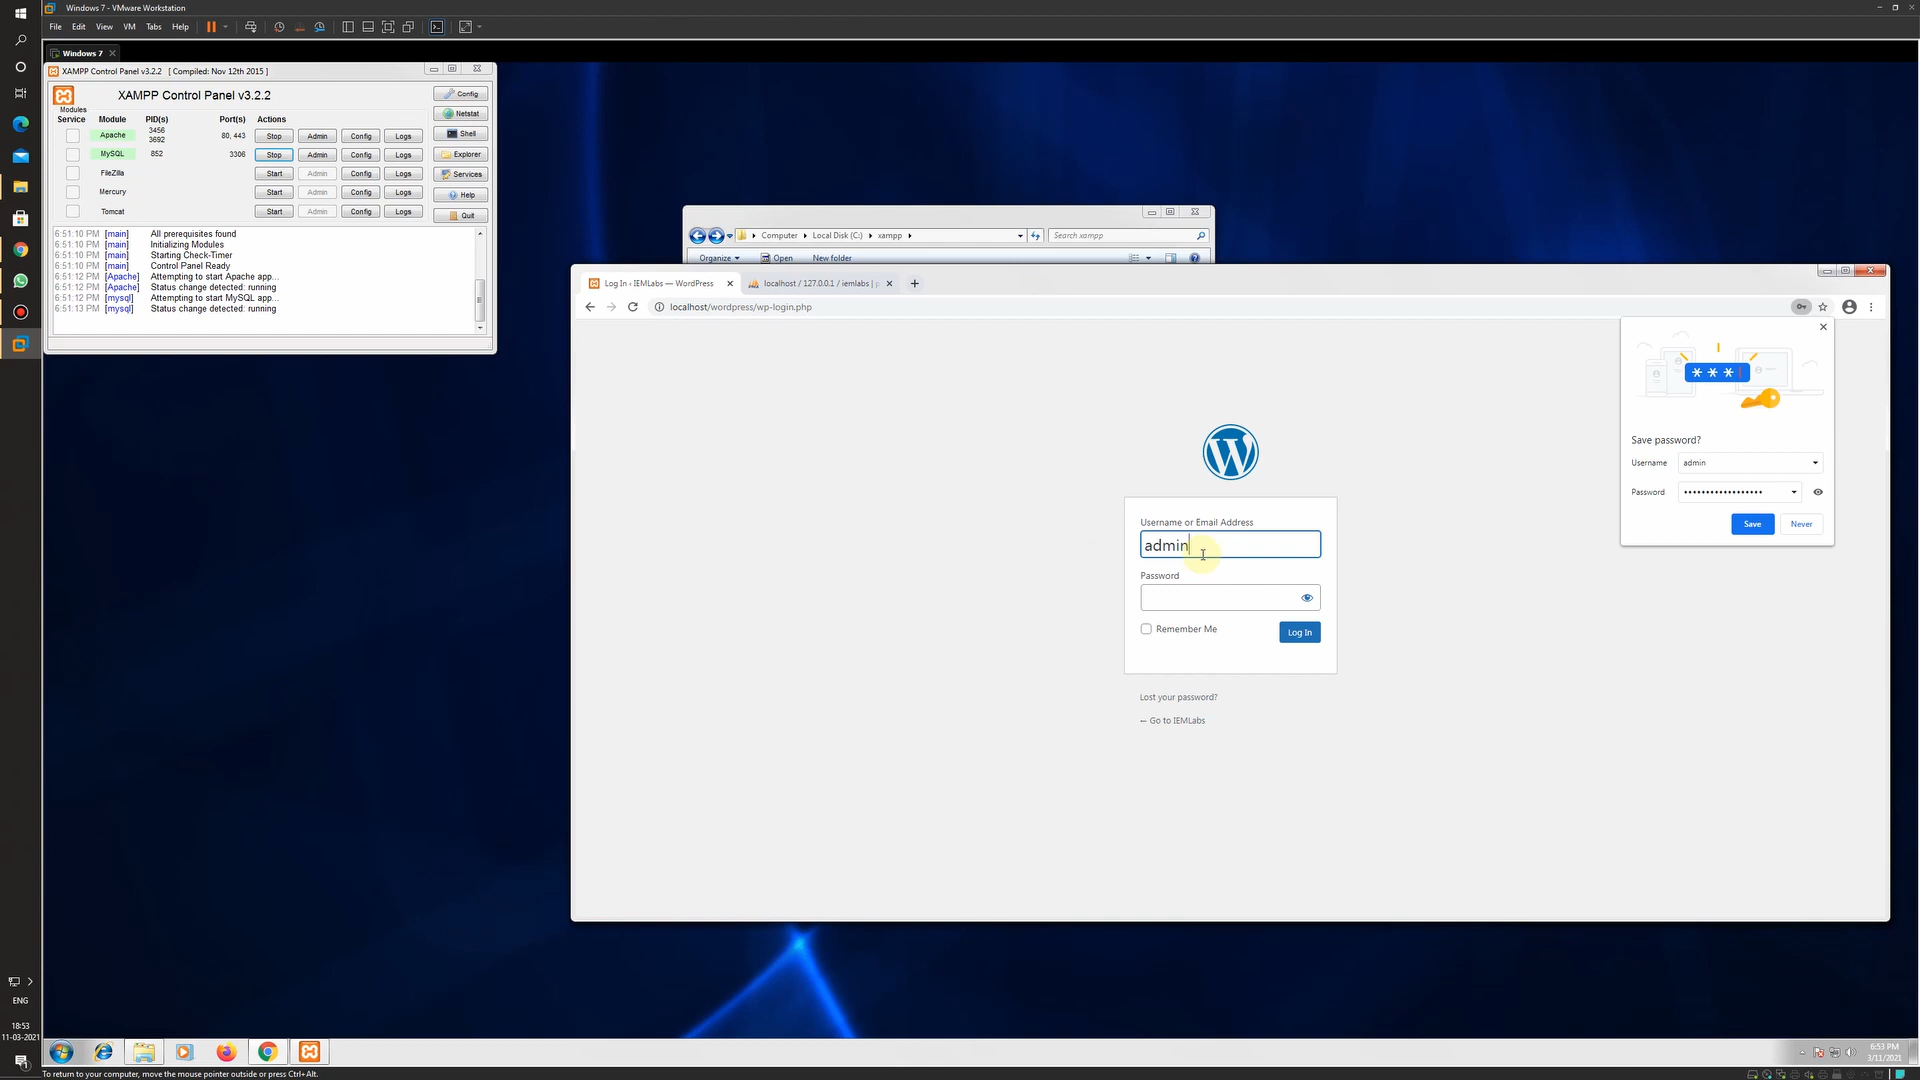 Windows 7 - VMware Workstation
File Edit View VM Tabs Help
Windows 7
XAMPP Control Panel v3.2.2 [ Compiled: Nov 12th 2015 ]
XAMPP Control Panel v3.2.2
Config
Netstat
Shell
Explorer
Services
Help
Quit
Modules
Service Module PID(s) Port(s) Actions
Apache 3456 3692 80, 443 Stop Admin Config Logs
MySQL 852 3306 Stop Admin Config Logs
FileZilla Start Admin Config Logs
Mercury Start Admin Config Logs
Tomcat Start Admin Config Logs
6:51:10 PM [main] All prerequisites found
6:51:10 PM [main] Initializing Modules
6:51:10 PM [main] Starting Check-Timer
6:51:10 PM [main] Control Panel Ready
6:51:12 PM [Apache] Attempting to start Apache app...
6:51:12 PM [Apache] Status change detected: running
6:51:12 PM [mysql] Attempting to start MySQL app...
6:51:13 PM [mysql] Status change detected: running
Computer Local Disk (C:) xampp Search xampp
Organize Open New folder
Log In ‹ IEMLabs — WordPress localhost / 127.0.0.1 / iemlabs | p
localhost/wordpress/wp-login.php
Save password?
Username admin
Password ••••••••••••••••••
Save Never
Username or Email Address
admin
Password
Remember Me Log In
Lost your password?
← Go to IEMLabs
ENG
18:53
11-03-2021
6:53 PM
3/11/2021
To return to your computer, move the mouse pointer outside or press Ctrl+Alt.